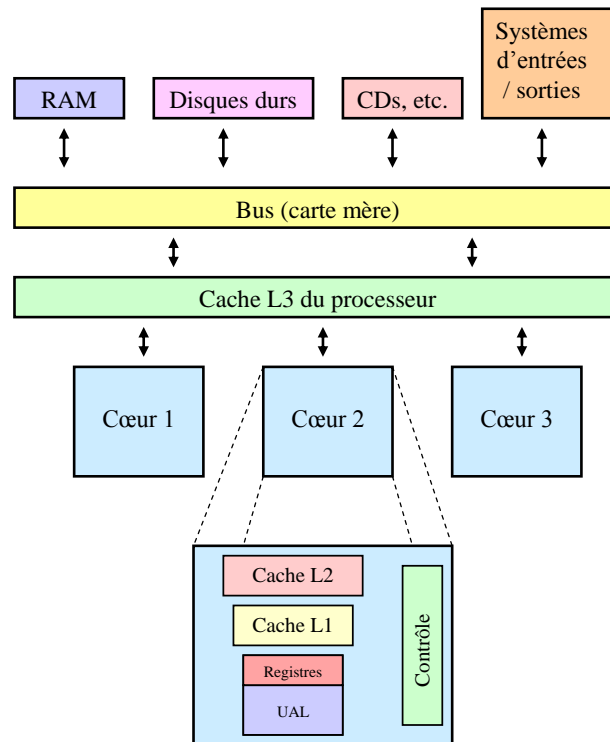 Systèmes
d'entrées
/ sorties
RAM
Disques durs
CDs, etc.
Bus (carte mère)
Cache L3 du processeur
Cœur 1
Cœur 2
Cœur 3
Cache L2
Cache L1
Registres
UAL
Contrôle